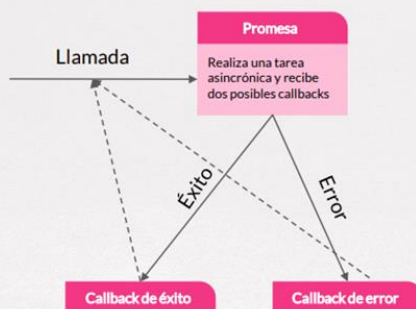 Promesa
Llamada
Realiza una tarea
asincrónica y recibe
dos posibles callbacks
Éxito
Error
Callback de éxito
Callback de error